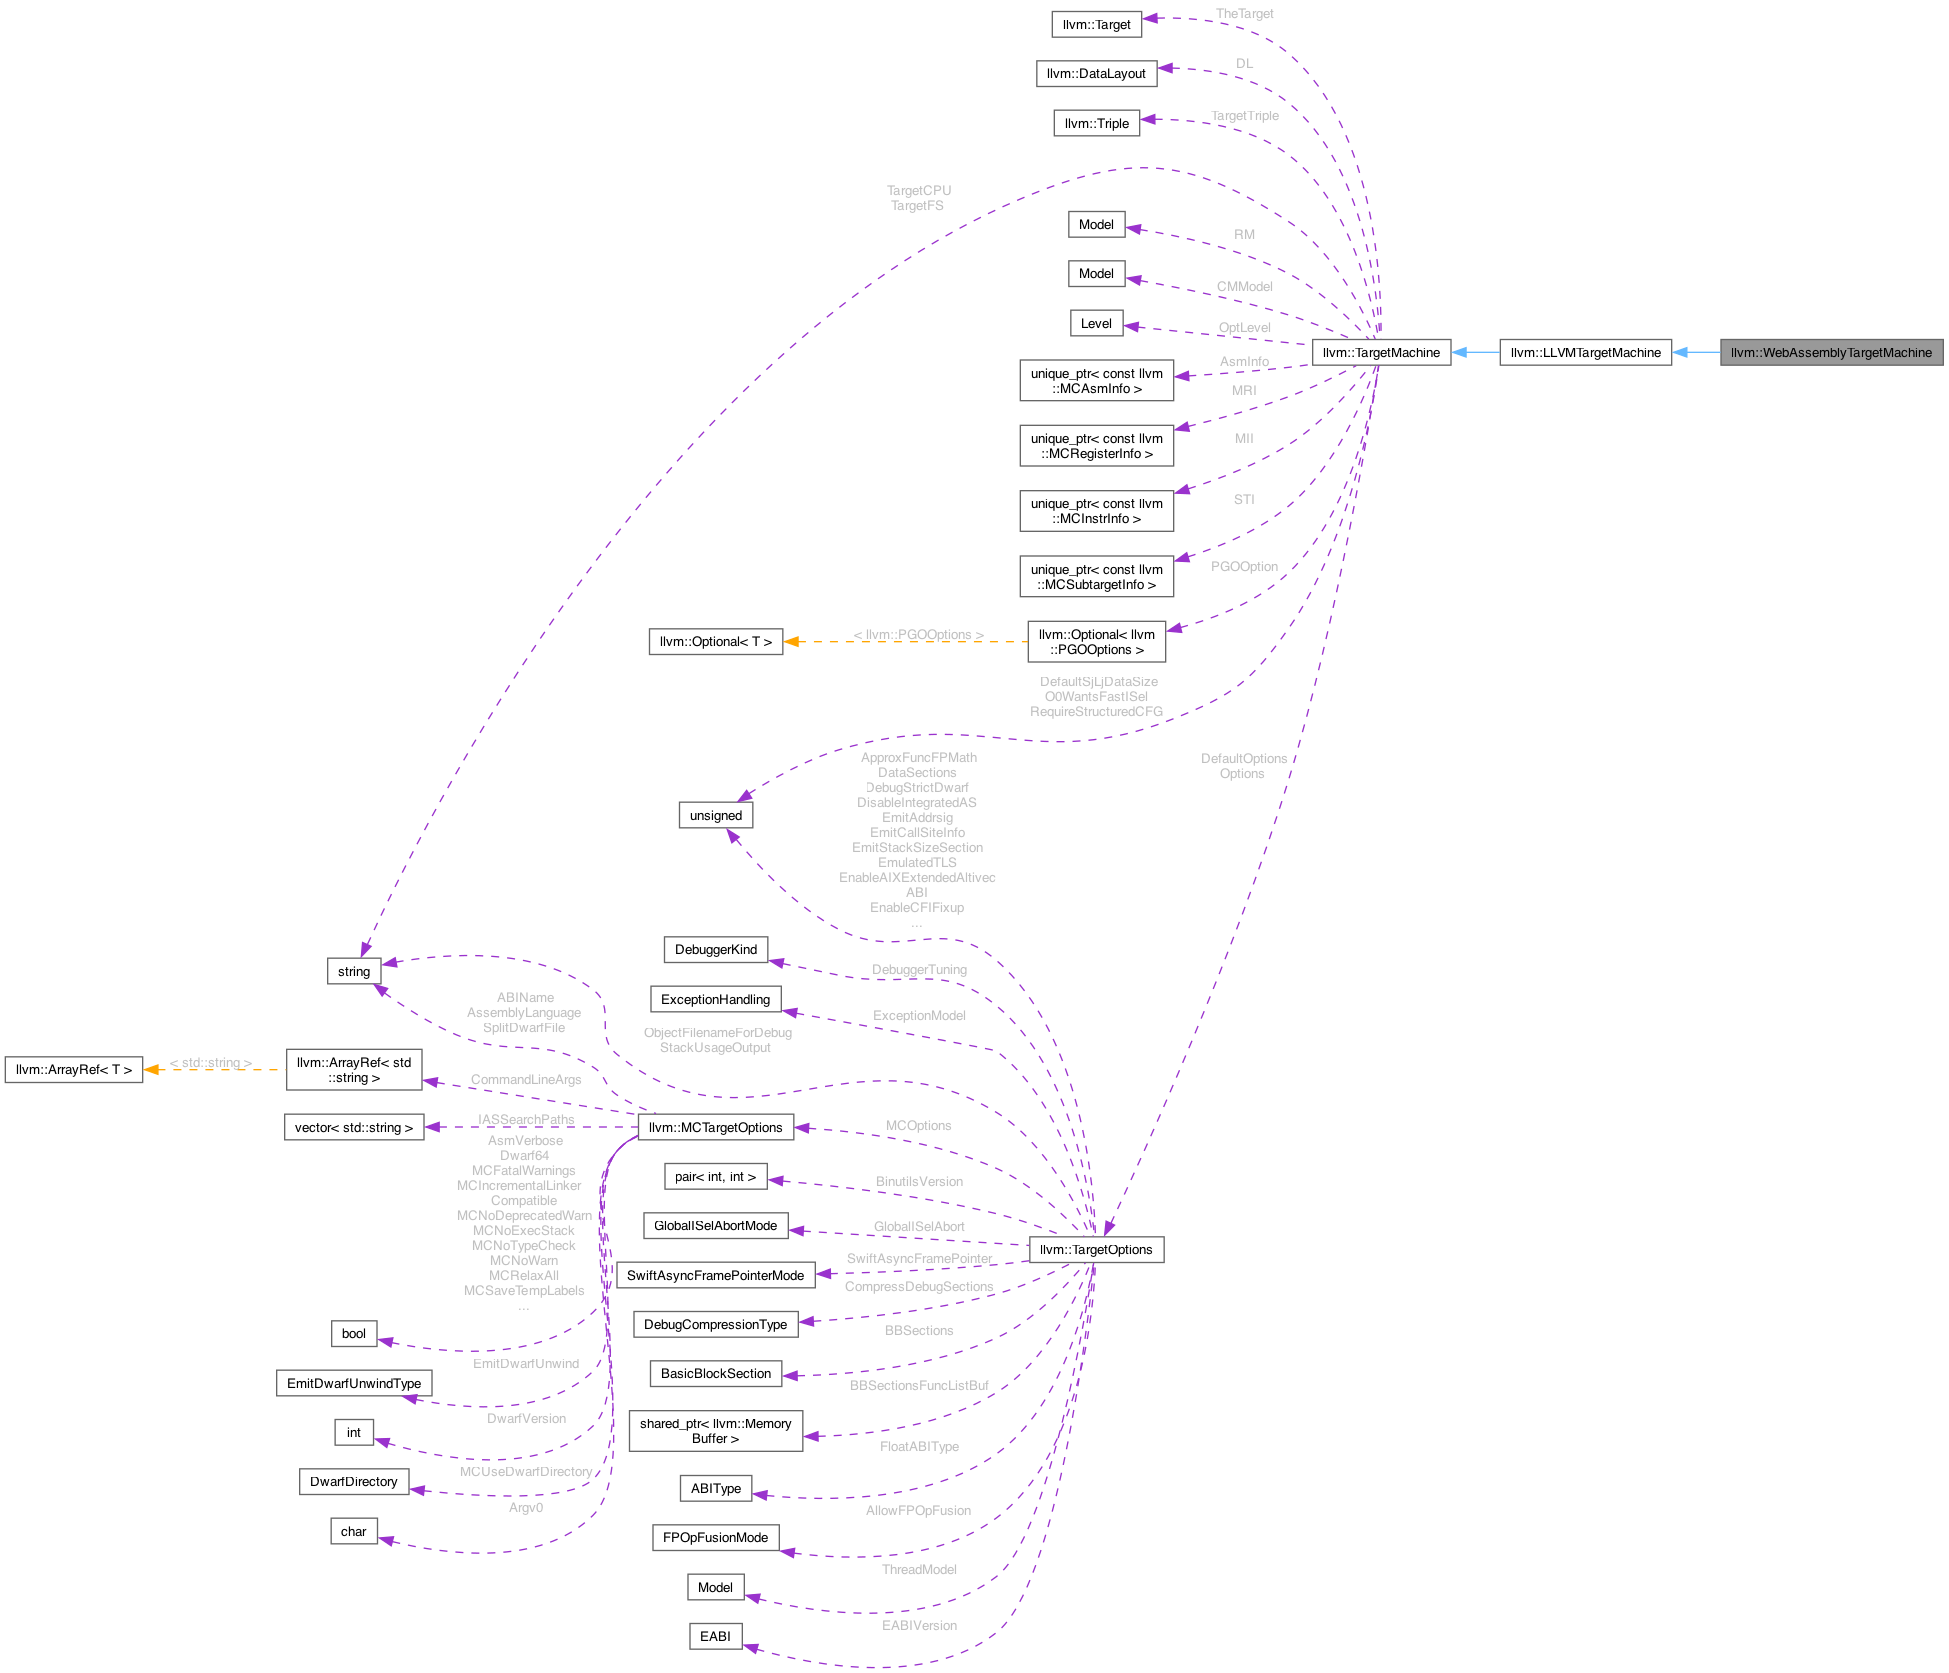 TheTarget
llvm::Target
DL
llvm::DataLayout
TargetTriple
llvm::Triple
TargetCPU
TargetFS
Model
RM
Model
CMModel
Level
OptLevel
llvm::TargetMachine
llvm::LLVMTargetMachine
llvm::WebAssemblyTargetMachine
AsmInfo
unique_ptr< const llvm
::MCAsmInfo >
MRI
unique_ptr< const llvm
::MCRegisterInfo >
MII
unique_ptr< const llvm
::MCInstrInfo >
STI
unique_ptr< const llvm
::MCSubtargetInfo >
PGOOption
llvm::Optional< T >
< llvm::PGOOptions >
llvm::Optional< llvm
::PGOOptions >
DefaultSjLjDataSize
O0WantsFastISel
RequireStructuredCFG
DefaultOptions
Options
ApproxFuncFPMath
DataSections
DebugStrictDwarf
DisableIntegratedAS
EmitAddrsig
EmitCallSiteInfo
EmitStackSizeSection
EmulatedTLS
EnableAIXExtendedAltivec
ABI
EnableCFIFixup
...
unsigned
DebuggerKind
DebuggerTuning
string
ExceptionHandling
ExceptionModel
ABIName
AssemblyLanguage
SplitDwarfFile
ObjectFilenameForDebug
StackUsageOutput
llvm::ArrayRef< T >
< std::string >
llvm::ArrayRef< std
::string >
CommandLineArgs
vector< std::string >
IASSearchPaths
llvm::MCTargetOptions
MCOptions
AsmVerbose
Dwarf64
MCFatalWarnings
MCIncrementalLinker
Compatible
MCNoDeprecatedWarn
MCNoExecStack
MCNoTypeCheck
MCNoWarn
MCRelaxAll
MCSaveTempLabels
...
pair< int, int >
BinutilsVersion
GlobalISelAbortMode
GlobalISelAbort
llvm::TargetOptions
SwiftAsyncFramePointerMode
SwiftAsyncFramePointer
CompressDebugSections
DebugCompressionType
bool
BBSections
EmitDwarfUnwind
BasicBlockSection
EmitDwarfUnwindType
BBSectionsFuncListBuf
DwarfVersion
int
shared_ptr< llvm::Memory
Buffer >
FloatABIType
MCUseDwarfDirectory
DwarfDirectory
ABIType
Argv0
AllowFPOpFusion
char
FPOpFusionMode
ThreadModel
Model
EABIVersion
EABI